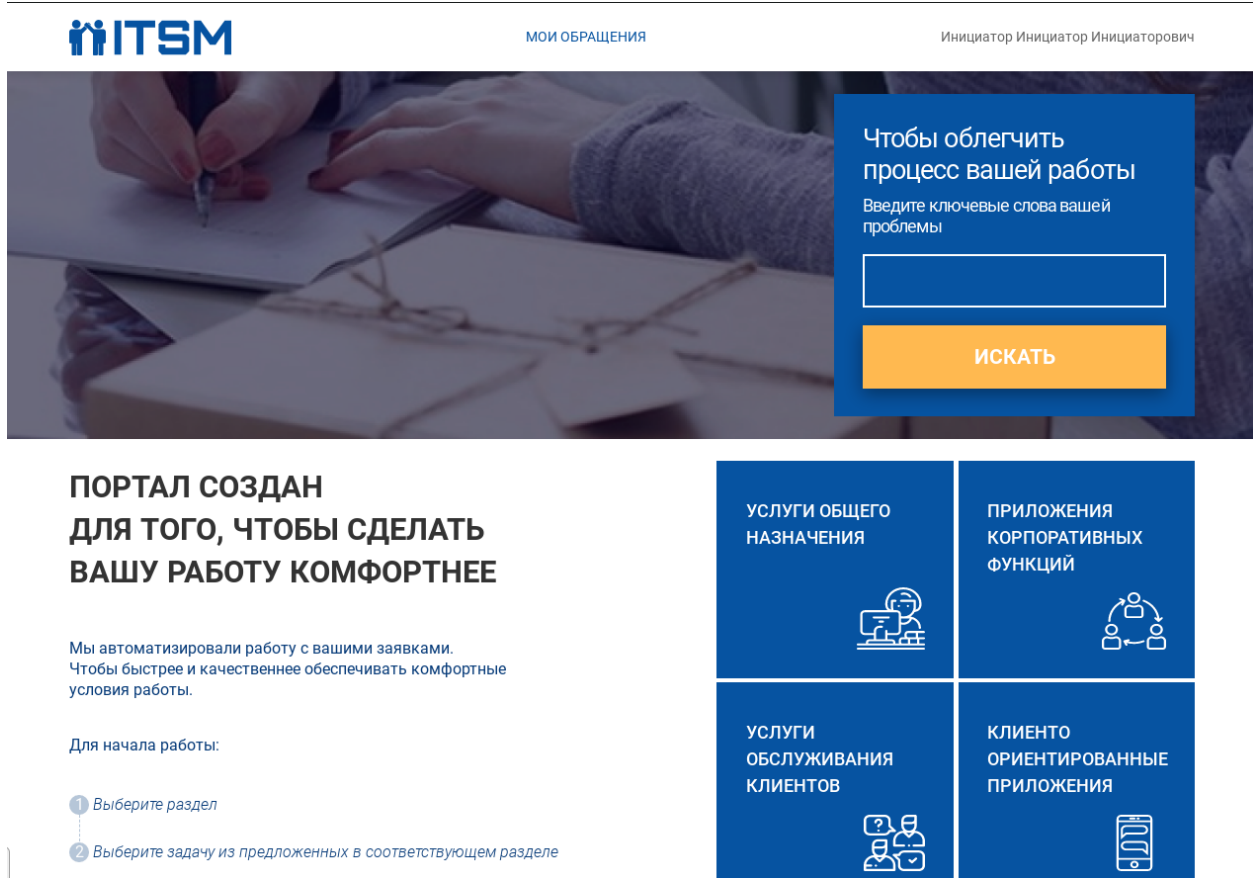 ITSM
МОИ ОБРАЩЕНИЯ
Инициатор Инициатор Инициаторович
Чтобы облегчить
процесс вашей работы
Введите ключевые слова вашей
проблемы
ИСКАТЬ
ПОРТАЛ СОЗДАН
ДЛЯ ТОГО, ЧТОБЫ СДЕЛАТЬ
ВАШУ РАБОТУ КОМФОРТНЕЕ
Мы автоматизировали работу с вашими заявками.
Чтобы быстрее и качественнее обеспечивать комфортные
условия работы.
Для начала работы:
1 Выберите раздел
2 Выберите задачу из предложенных в соответствующем разделе
УСЛУГИ ОБЩЕГО
НАЗНАЧЕНИЯ
ПРИЛОЖЕНИЯ
КОРПОРАТИВНЫХ
ФУНКЦИЙ
УСЛУГИ
ОБСЛУЖИВАНИЯ
КЛИЕНТОВ
КЛИЕНТО
ОРИЕНТИРОВАННЫЕ
ПРИЛОЖЕНИЯ